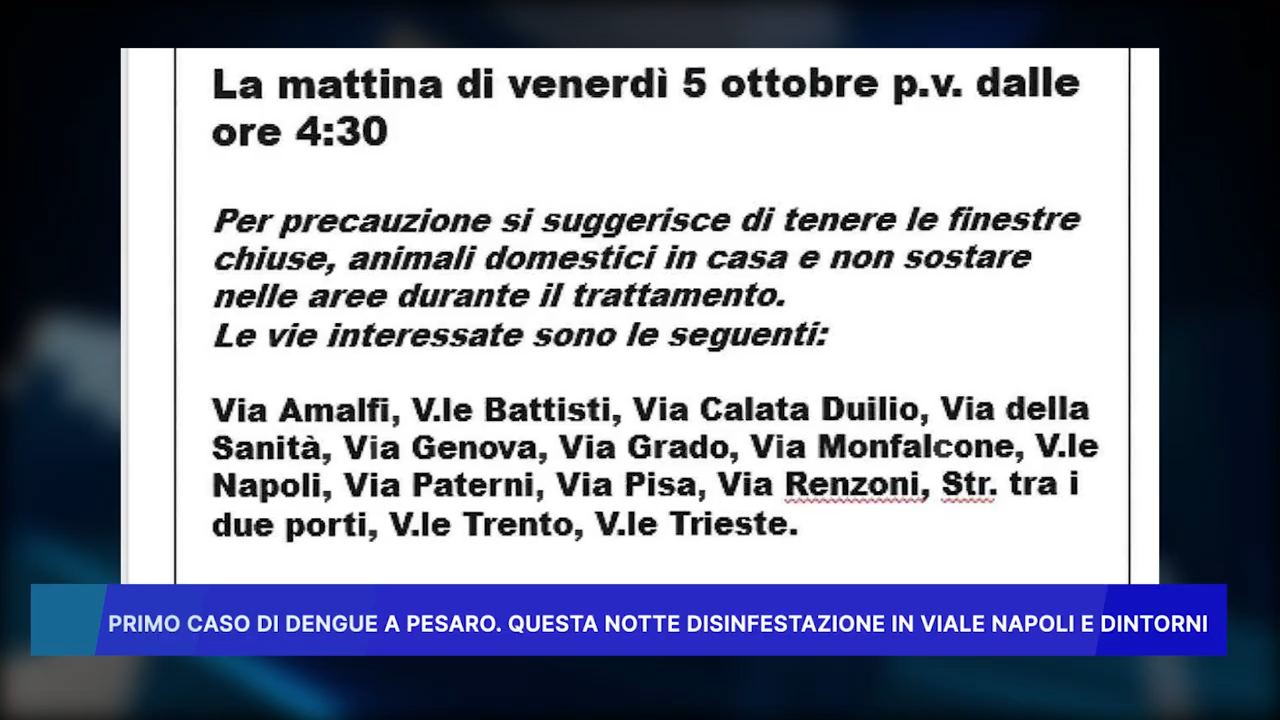 La mattina di venerdì 5 ottobre p.v. dalle
ore 4:30
Per precauzione si suggerisce di tenere le finestre
chiuse, animali domestici in casa e non sostare
nelle aree durante il trattamento.
Le vie interessate sono le seguenti:
Via Amalfi, V.le Battisti, Via Calata Duilio, Via della
Sanità, Via Genova, Via Grado, Via Monfalcone, V.le
Napoli, Via Paterni, Via Pisa, Via Renzoni, Str. tra i
due porti, V.le Trento, V.le Trieste.
PRIMO CASO DI DENGUE A PESARO. QUESTA NOTTE DISINFESTAZIONE IN VIALE NAPOLI E DINTORNI